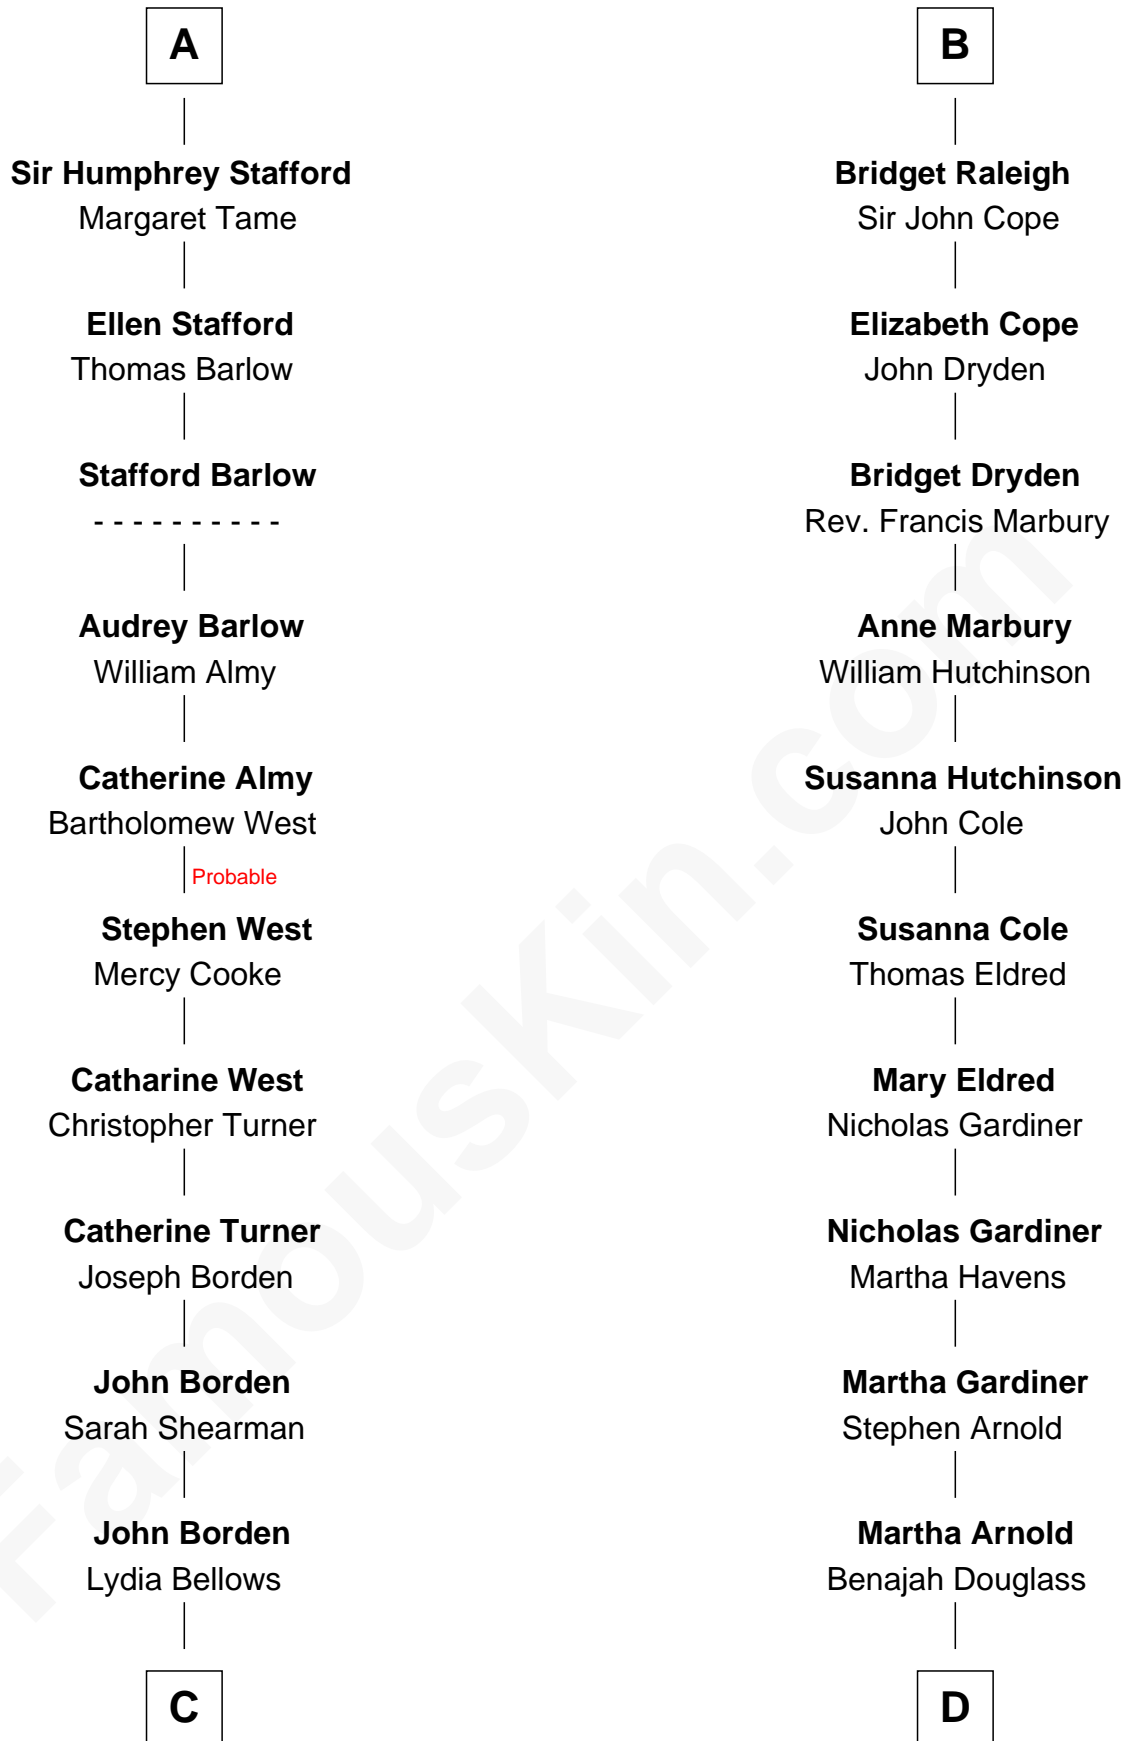 A
Sir Humphrey Stafford
Margaret Tame
Ellen Stafford
Thomas Barlow
Stafford Barlow
- - - - - - - - - -
Audrey Barlow
William Almy
Catherine Almy
Bartholomew West
Probable
Stephen West
Mercy Cooke
Catharine West
Christopher Turner
Catherine Turner
Joseph Borden
John Borden
Sarah Shearman
John Borden
Lydia Bellows
C
B
Bridget Raleigh
Sir John Cope
Elizabeth Cope
John Dryden
Bridget Dryden
Rev. Francis Marbury
Anne Marbury
William Hutchinson
Susanna Hutchinson
John Cole
Susanna Cole
Thomas Eldred
Mary Eldred
Nicholas Gardiner
Nicholas Gardiner
Martha Havens
Martha Gardiner
Stephen Arnold
Martha Arnold
Benajah Douglass
D
FamousKin.com